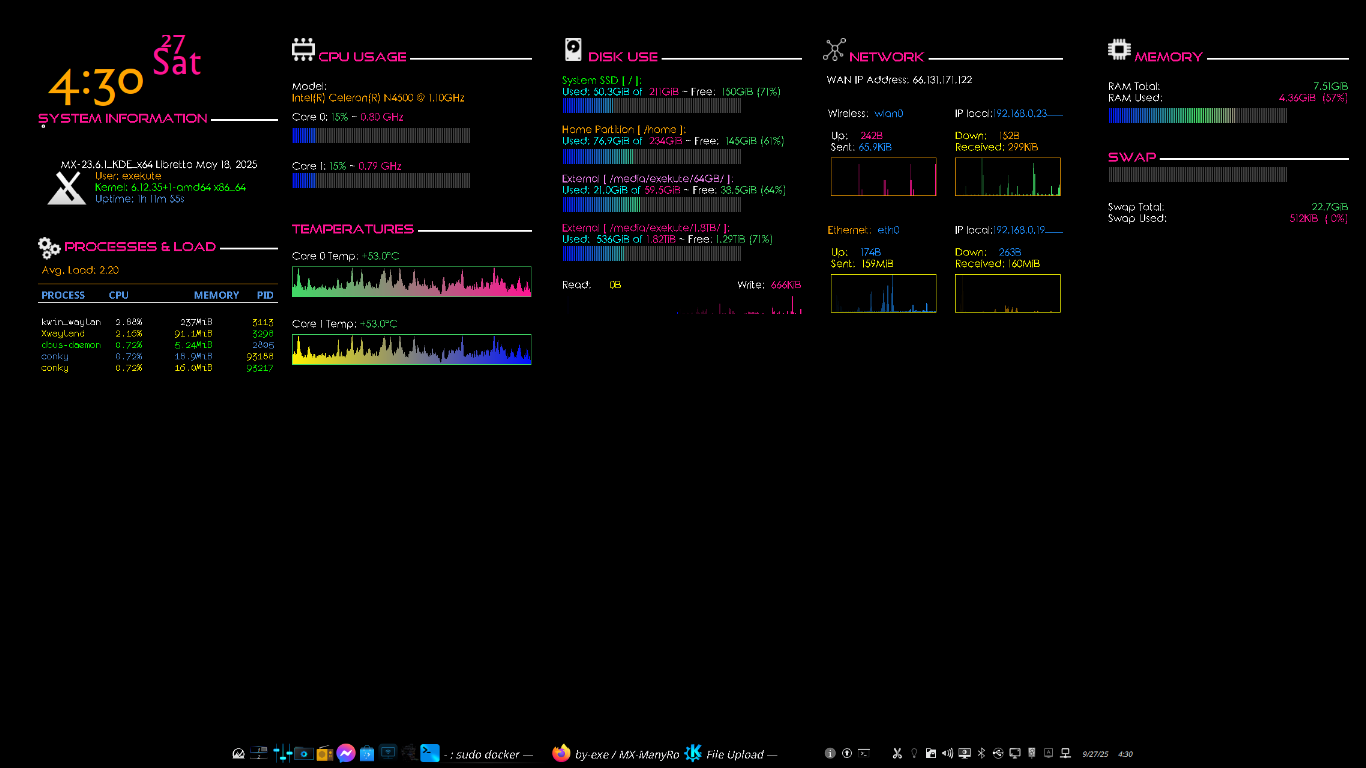 27
Sat
4:30
SYSTEM INFORMATION
MX-23.6.1_KDE_x64 Libretto May 18, 2025
User: exekute
Kernel: 6.12.35+1-amd64 x86_64
Uptime: 1h 11m 55s
PROCESSES & LOAD
Avg. Load: 2.20
PROCESS CPU MEMORY PID
kwin_waylan 2.88% 237MiB 3113
Xwayland 2.16% 91.1MiB 3298
dbus-daemon 0.72% 5.24MiB 2805
conky 0.72% 18.9MiB 93188
conky 0.72% 16.0MiB 93217
CPU USAGE
Model:
Intel(R) Celeron(R) N4500 @ 1.10GHz
Core 0: 15% ~ 0.80 GHz
Core 1: 15% ~ 0.79 GHz
TEMPERATURES
Core 0 Temp: +53.0°C
Core 1 Temp: +53.0°C
DISK USE
System SSD [ / ]:
Used: 60.3GiB of 211GiB ~ Free: 150GiB (71%)
Home Partition [ /home ]:
Used: 76.9GiB of 234GiB ~ Free: 145GiB (61%)
External [ /media/exekute/64GB/ ]:
Used: 21.0GiB of 59.5GiB ~ Free: 38.5GiB (64%)
External [ /media/exekute/1.8TB/ ]:
Used: 536GiB of 1.82TiB ~ Free: 1.29TiB (71%)
Read: 0B Write: 666KiB
NETWORK
WAN IP Address: 66.131.171.122
Wireless: wlan0 IP local:192.168.0.23
Up: 242B Down: 152B
Sent: 65.9KiB Received: 299KiB
Ethernet: eth0 IP local:192.168.0.19
Up: 174B Down: 263B
Sent: 159MiB Received: 160MiB
MEMORY
RAM Total: 7.51GiB
RAM Used: 4.36GiB (57%)
SWAP
Swap Total: 22.7GiB
Swap Used: 512KiB ( 0%)
- : sudo docker —
by-exe / MX-ManyRo
File Upload —
9/27/25 4:30